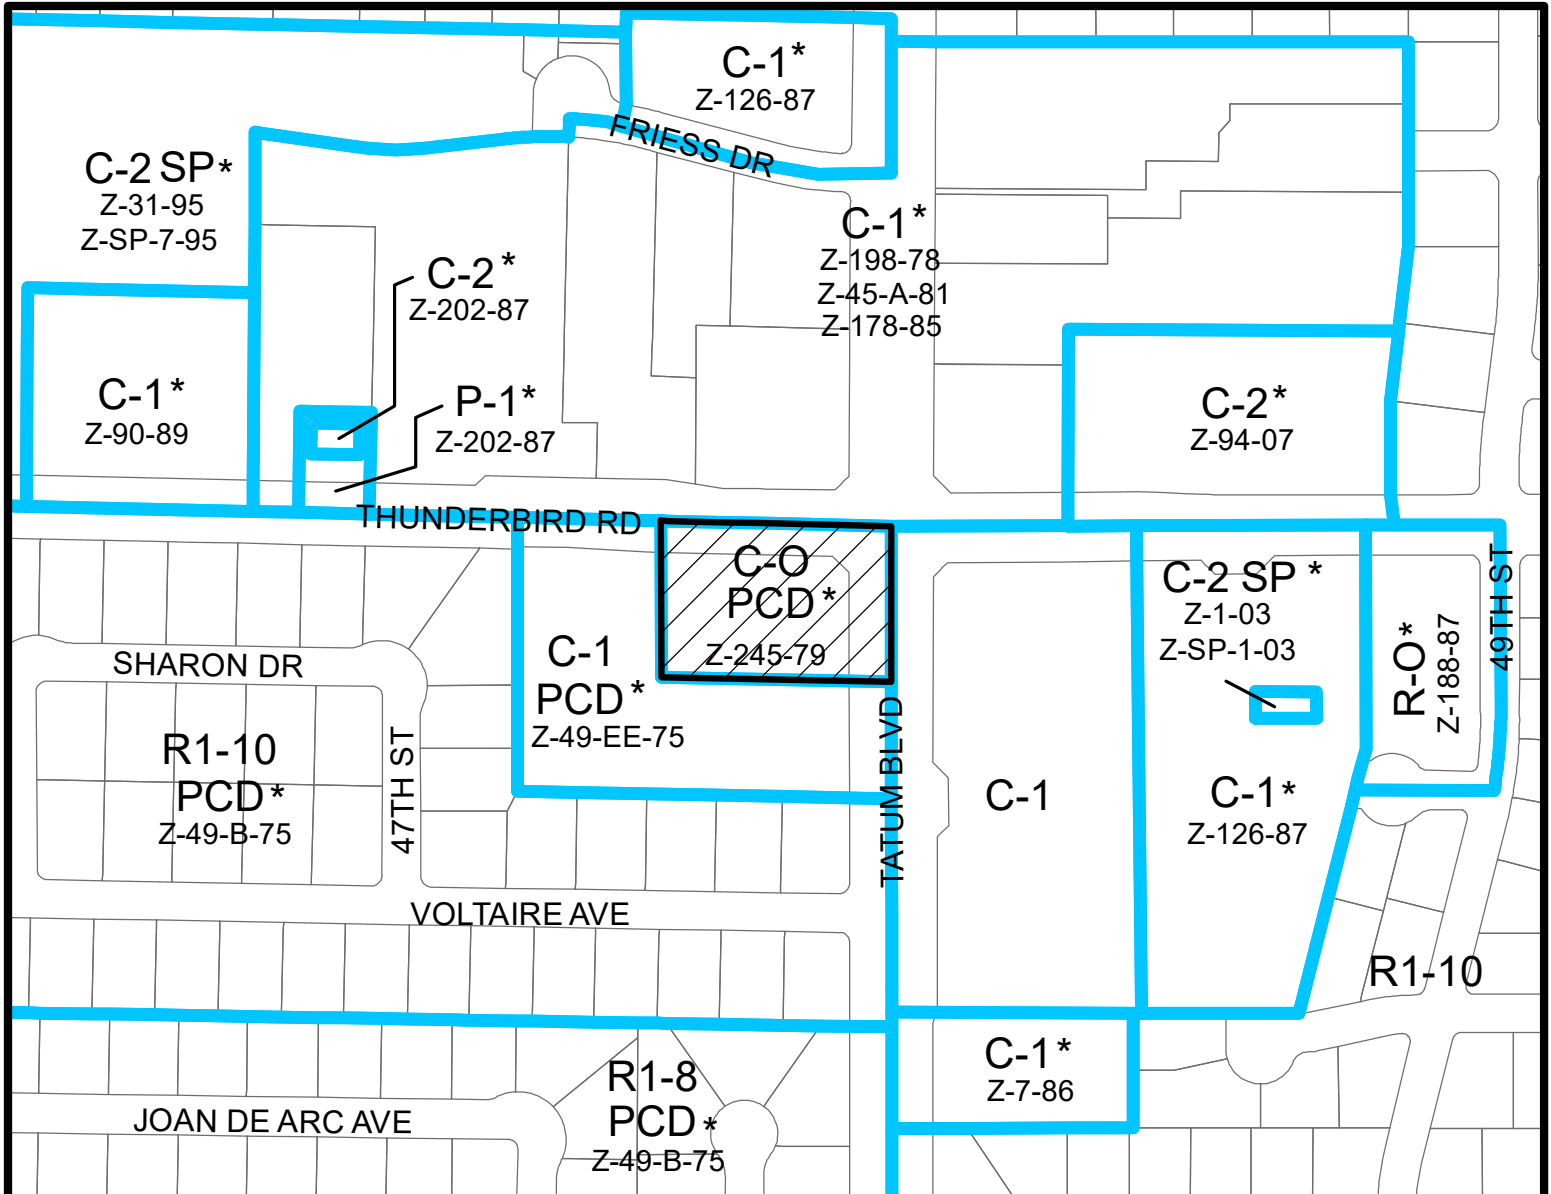 C-1*
Z-126-87
FRIESS DR
C-2 SP*
Z-31-95
Z-SP-7-95
C-2*
Z-202-87
C-1*
Z-198-78
Z-45-A-81
Z-178-85
C-1*
Z-90-89
P-1*
Z-202-87
C-2*
Z-94-07
THUNDERBIRD RD
C-O
PCD*
Z-245-79
C-1
PCD*
Z-49-EE-75
C-2 SP*
Z-1-03
Z-SP-1-03
R-O*
Z-188-87
49TH ST
SHARON DR
R1-10
PCD*
Z-49-B-75
47TH ST
TATUM BLVD
C-1
C-1*
Z-126-87
VOLTAIRE AVE
R1-10
R1-8
PCD*
Z-49-B-75
C-1*
Z-7-86
JOAN DE ARC AVE